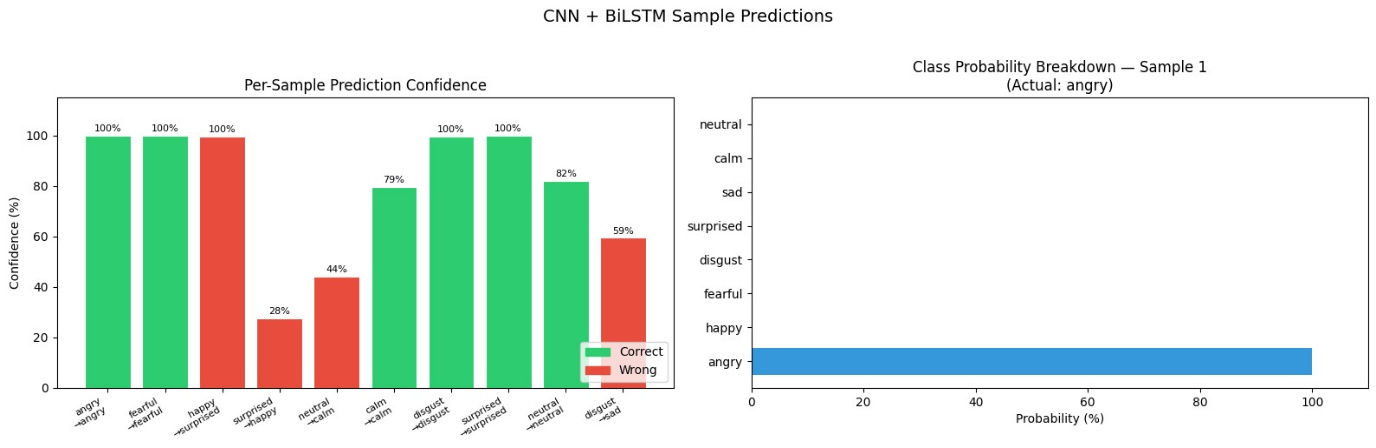 CNN + BiLSTM Sample Predictions
Per-Sample Prediction Confidence
Confidence (%)
100
80
60
40
20
0
100%
100%
100%
28%
44%
79%
100%
100%
82%
59%
Correct
Wrong
angry
→angry
fearful
→fearful
happy
→surprised
surprised
→happy
neutral
→calm
calm
→calm
disgust
→disgust
surprised
→surprised
neutral
→neutral
disgust
→sad
Class Probability Breakdown — Sample 1
(Actual: angry)
neutral
calm
sad
surprised
disgust
fearful
happy
angry
0 20 40 60 80 100
Probability (%)